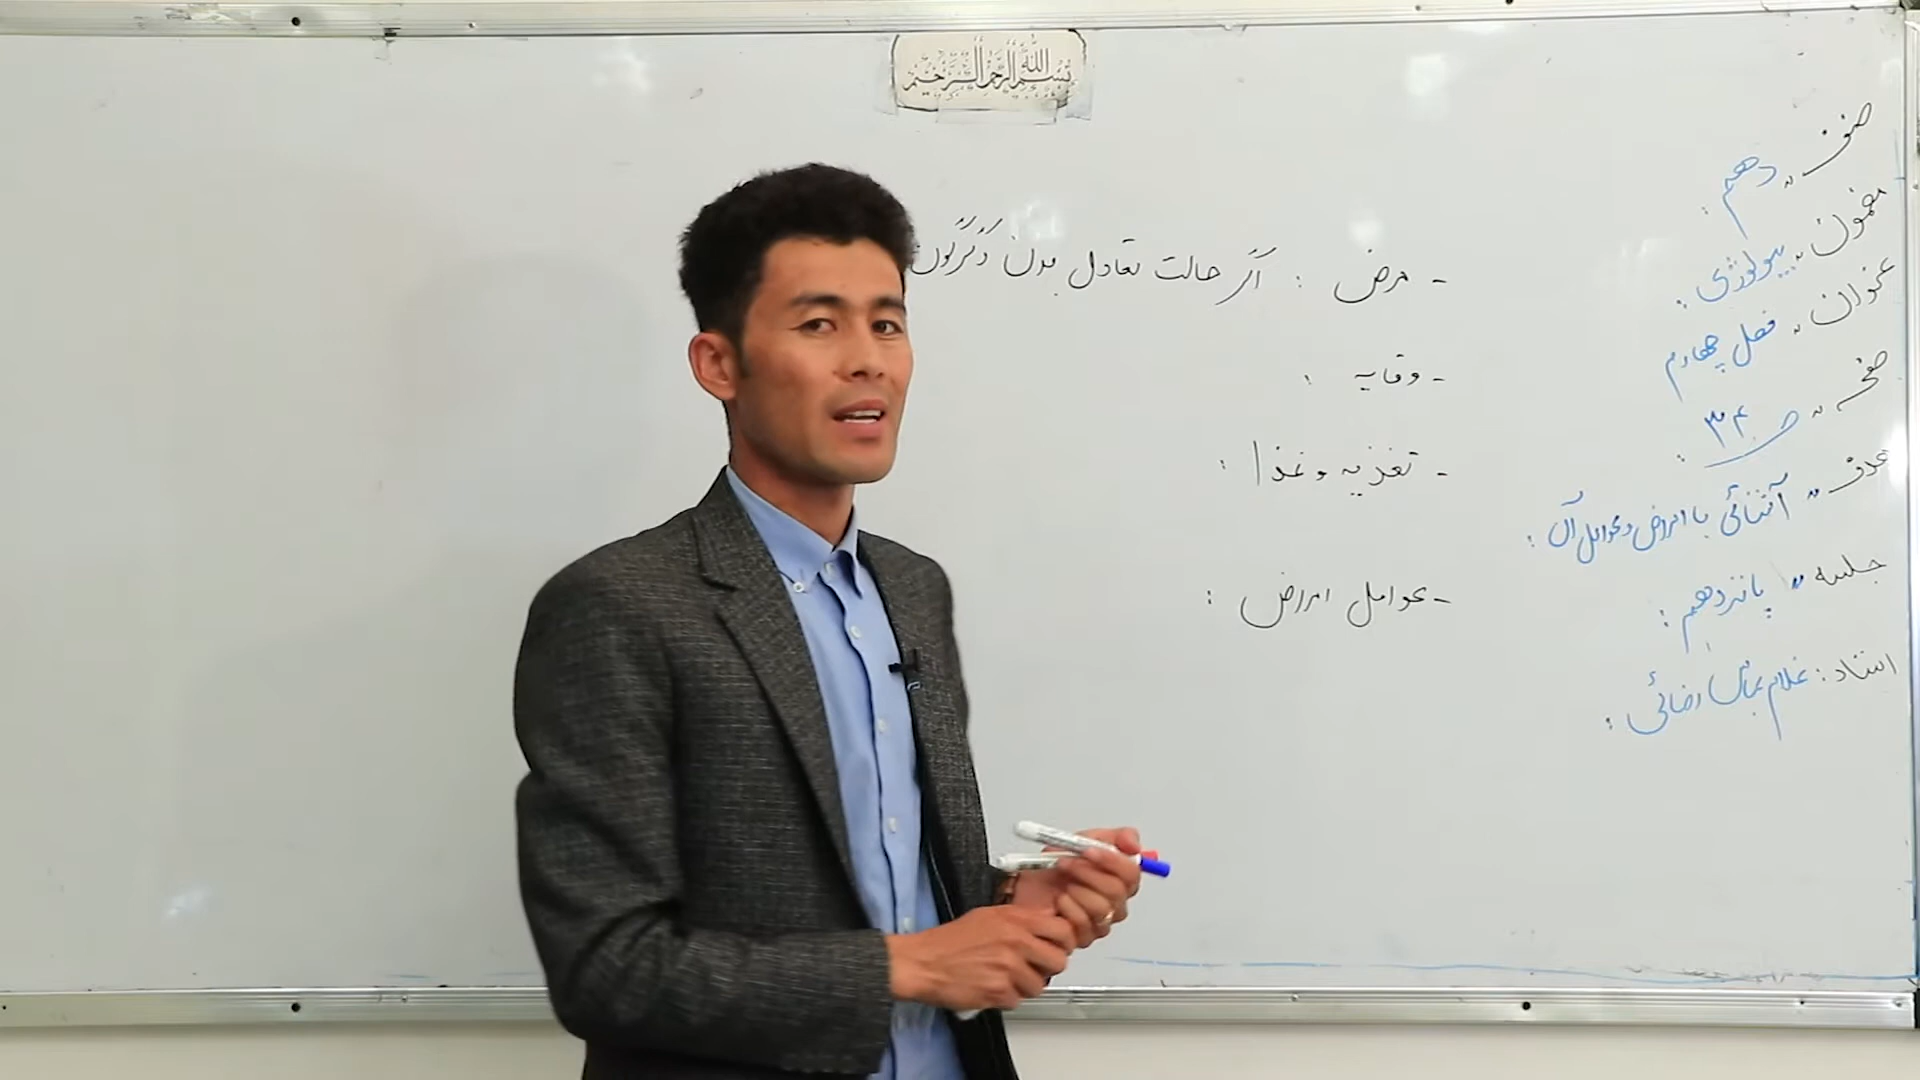 بسم الله الرحمن الرحیم
صنف " دهم :
مضمون " بیولوژی :
عنوان " فصل چهارم
صفحه " ص ۳۴ :
هدف " آشنائی با امراض و عوامل آن :
جلسه " پانزدهم :
استاد : غلام عباس رضائی :
- مرض : اگر حالت تعادل بدن دگرگون
- وقایه :
- تغذیه و غذا :
- عوامل امراض :